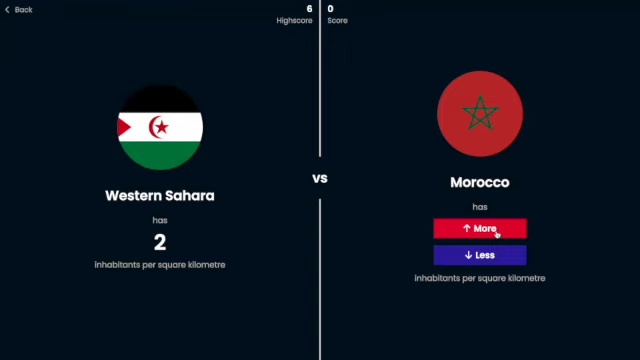 Back
6
Highscore
0
Score
Western Sahara
has
2
inhabitants per square kilometre
VS
Morocco
has
↑ More
↓ Less
inhabitants per square kilometre